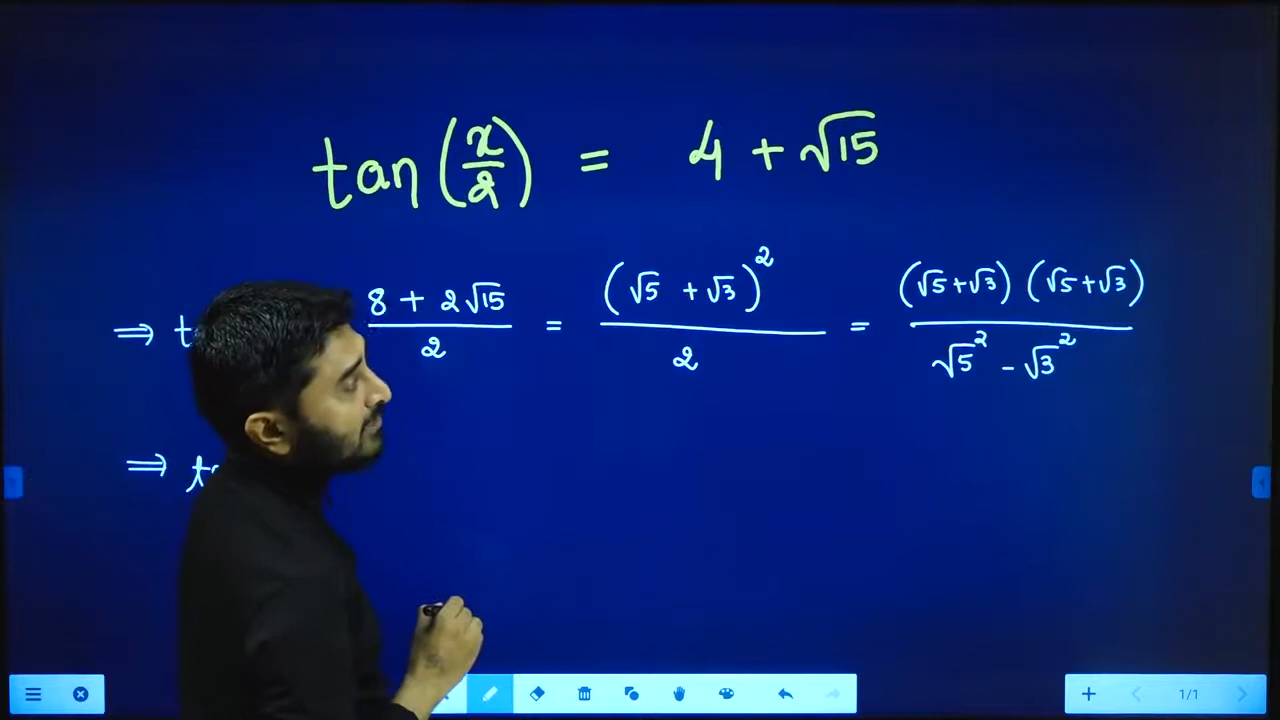 tan(x/2) = 4 + √15
⇒ t 8 + 2√15 / 2 = (√5 + √3)² / 2 = (√5+√3) (√5+√3) / √5² - √3²
⇒ t
1/1